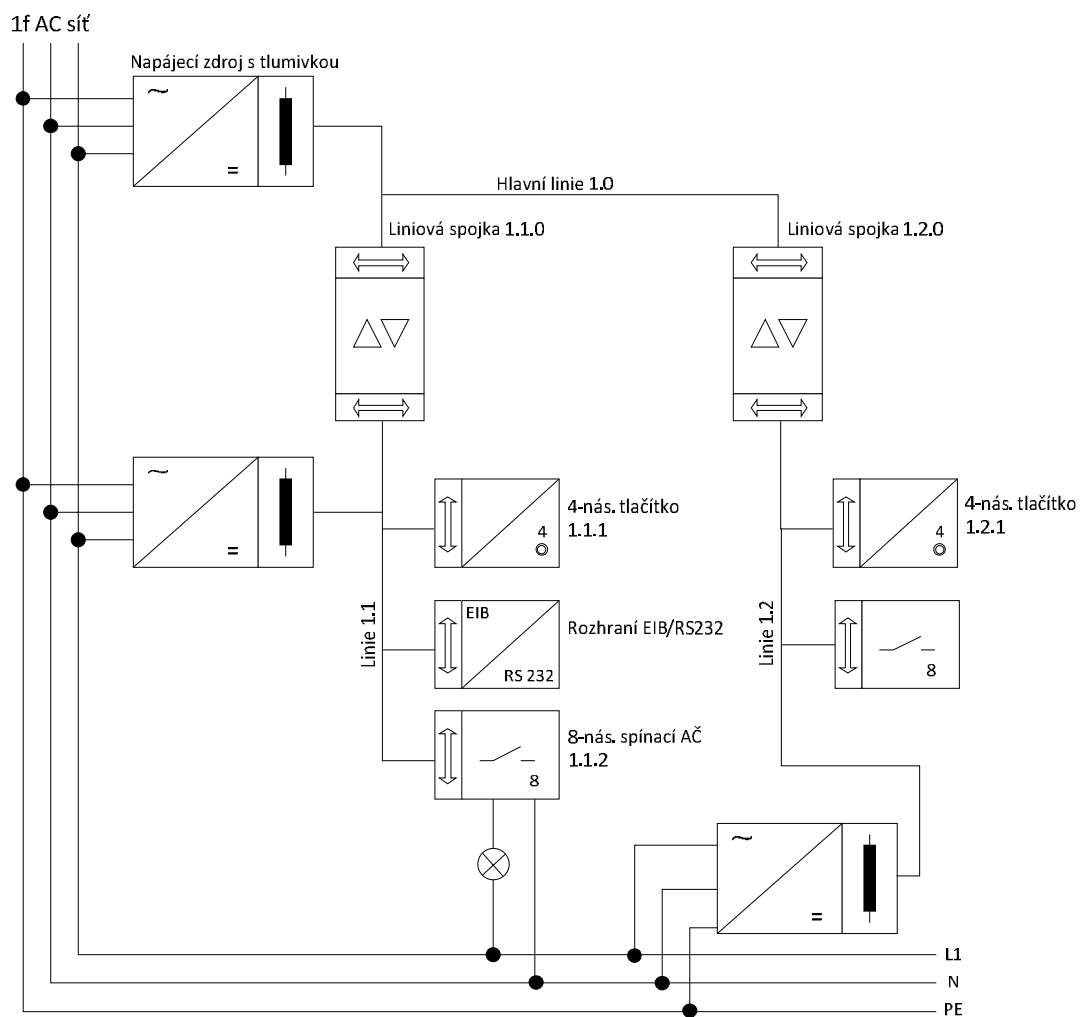 1f AC síť
Napájecí zdroj s tlumivkou
~
=
Hlavní linie 1.0
Liniová spojka 1.1.0
Liniová spojka 1.2.0
~
=
4
4-nás. tlačítko
1.1.1
4
4-nás. tlačítko
1.2.1
Linie 1.1
EIB
RS 232
Rozhraní EIB/RS232
Linie 1.2
8
8
8-nás. spínací AČ
1.1.2
~
=
L1
N
PE